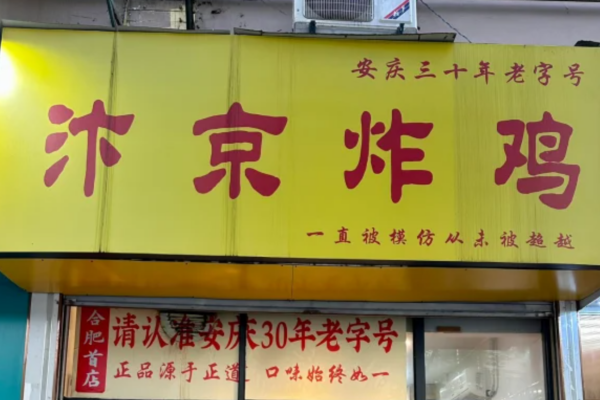 安庆三十年老字号
汴京炸鸡
一直被模仿从未被超越
合肥首店
请认准安庆30年老字号
正品源于正道 口味始终如一